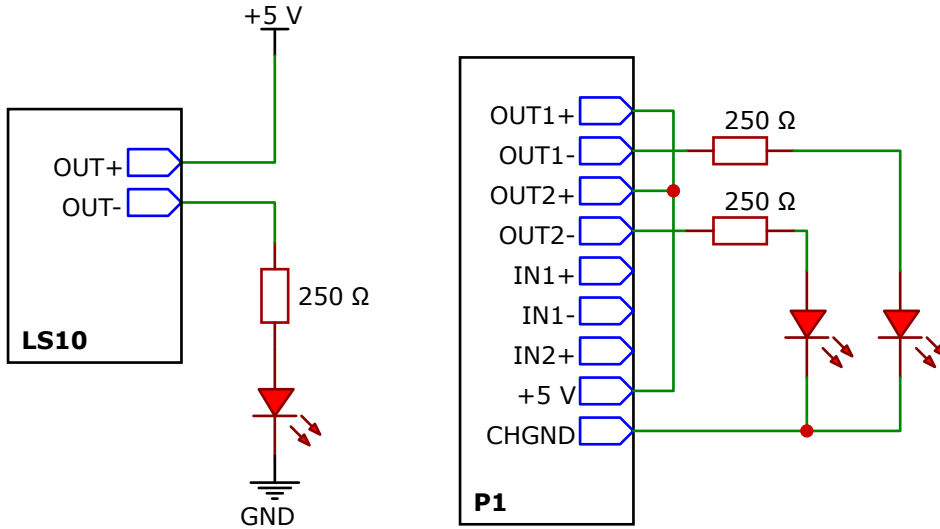 +5 V
OUT+
OUT-
250 Ω
LS10
GND
OUT1+
OUT1-
OUT2+
OUT2-
IN1+
IN1-
IN2+
+5 V
CHGND
P1
250 Ω
250 Ω